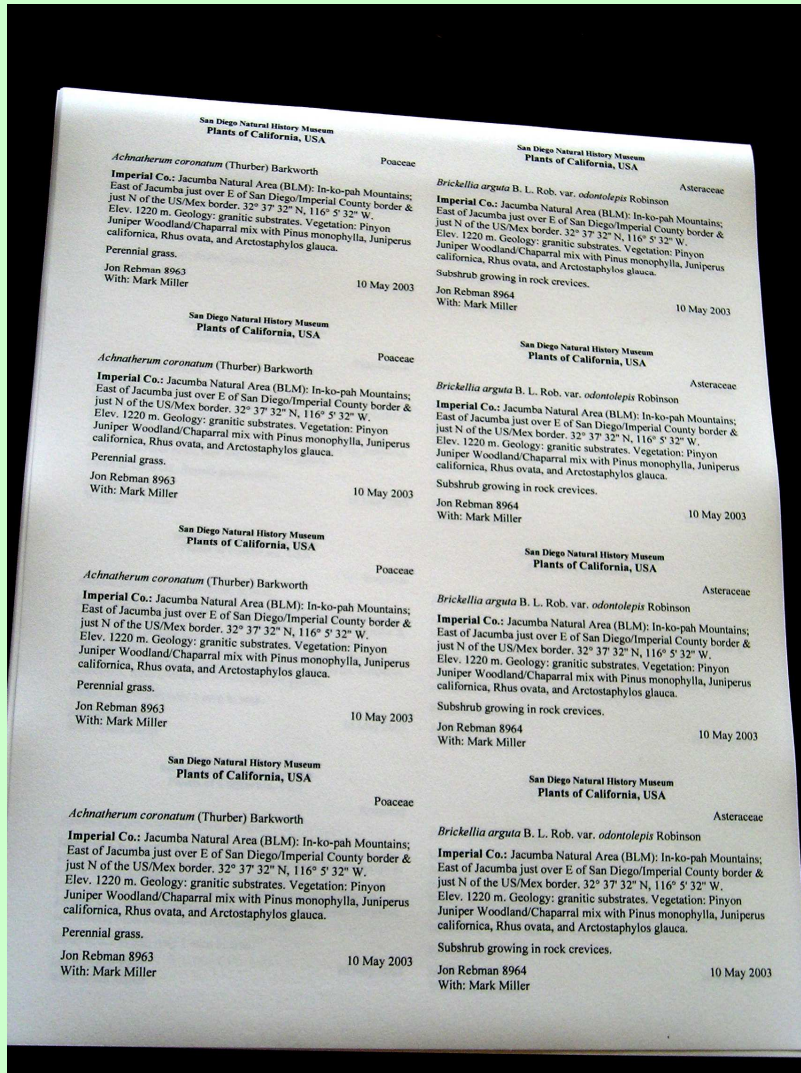 San Diego Natural History Museum
Plants of California, USA
Poaceae
Achnatherum coronatum (Thurber) Barkworth
Imperial Co.: Jacumba Natural Area (BLM): In-ko-pah Mountains;
East of Jacumba just over E of San Diego/Imperial County border &
just N of the US/Mex border. 32° 37' 32" N, 116° 5' 32" W.
Elev. 1220 m. Geology: granitic substrates. Vegetation: Pinyon
Juniper Woodland/Chaparral mix with Pinus monophylla, Juniperus
californica, Rhus ovata, and Arctostaphylos glauca.
Perennial grass.
Jon Rebman 8963
With: Mark Miller 10 May 2003
San Diego Natural History Museum
Plants of California, USA
Poaceae
Achnatherum coronatum (Thurber) Barkworth
Imperial Co.: Jacumba Natural Area (BLM): In-ko-pah Mountains;
East of Jacumba just over E of San Diego/Imperial County border &
just N of the US/Mex border. 32° 37' 32" N, 116° 5' 32" W.
Elev. 1220 m. Geology: granitic substrates. Vegetation: Pinyon
Juniper Woodland/Chaparral mix with Pinus monophylla, Juniperus
californica, Rhus ovata, and Arctostaphylos glauca.
Perennial grass.
Jon Rebman 8963
With: Mark Miller 10 May 2003
San Diego Natural History Museum
Plants of California, USA
Poaceae
Achnatherum coronatum (Thurber) Barkworth
Imperial Co.: Jacumba Natural Area (BLM): In-ko-pah Mountains;
East of Jacumba just over E of San Diego/Imperial County border &
just N of the US/Mex border. 32° 37' 32" N, 116° 5' 32" W.
Elev. 1220 m. Geology: granitic substrates. Vegetation: Pinyon
Juniper Woodland/Chaparral mix with Pinus monophylla, Juniperus
californica, Rhus ovata, and Arctostaphylos glauca.
Perennial grass.
Jon Rebman 8963
With: Mark Miller 10 May 2003
San Diego Natural History Museum
Plants of California, USA
Poaceae
Achnatherum coronatum (Thurber) Barkworth
Imperial Co.: Jacumba Natural Area (BLM): In-ko-pah Mountains;
East of Jacumba just over E of San Diego/Imperial County border &
just N of the US/Mex border. 32° 37' 32" N, 116° 5' 32" W.
Elev. 1220 m. Geology: granitic substrates. Vegetation: Pinyon
Juniper Woodland/Chaparral mix with Pinus monophylla, Juniperus
californica, Rhus ovata, and Arctostaphylos glauca.
Perennial grass.
Jon Rebman 8963
With: Mark Miller 10 May 2003
San Diego Natural History Museum
Plants of California, USA
Asteraceae
Brickellia arguta B. L. Rob. var. odontolepis Robinson
Imperial Co.: Jacumba Natural Area (BLM): In-ko-pah Mountains;
East of Jacumba just over E of San Diego/Imperial County border &
just N of the US/Mex border. 32° 37' 32" N, 116° 5' 32" W.
Elev. 1220 m. Geology: granitic substrates. Vegetation: Pinyon
Juniper Woodland/Chaparral mix with Pinus monophylla, Juniperus
californica, Rhus ovata, and Arctostaphylos glauca.
Subshrub growing in rock crevices.
Jon Rebman 8964
With: Mark Miller 10 May 2003
San Diego Natural History Museum
Plants of California, USA
Asteraceae
Brickellia arguta B. L. Rob. var. odontolepis Robinson
Imperial Co.: Jacumba Natural Area (BLM): In-ko-pah Mountains;
East of Jacumba just over E of San Diego/Imperial County border &
just N of the US/Mex border. 32° 37' 32" N, 116° 5' 32" W.
Elev. 1220 m. Geology: granitic substrates. Vegetation: Pinyon
Juniper Woodland/Chaparral mix with Pinus monophylla, Juniperus
californica, Rhus ovata, and Arctostaphylos glauca.
Subshrub growing in rock crevices.
Jon Rebman 8964
With: Mark Miller 10 May 2003
San Diego Natural History Museum
Plants of California, USA
Asteraceae
Brickellia arguta B. L. Rob. var. odontolepis Robinson
Imperial Co.: Jacumba Natural Area (BLM): In-ko-pah Mountains;
East of Jacumba just over E of San Diego/Imperial County border &
just N of the US/Mex border. 32° 37' 32" N, 116° 5' 32" W.
Elev. 1220 m. Geology: granitic substrates. Vegetation: Pinyon
Juniper Woodland/Chaparral mix with Pinus monophylla, Juniperus
californica, Rhus ovata, and Arctostaphylos glauca.
Subshrub growing in rock crevices.
Jon Rebman 8964
With: Mark Miller 10 May 2003
San Diego Natural History Museum
Plants of California, USA
Asteraceae
Brickellia arguta B. L. Rob. var. odontolepis Robinson
Imperial Co.: Jacumba Natural Area (BLM): In-ko-pah Mountains;
East of Jacumba just over E of San Diego/Imperial County border &
just N of the US/Mex border. 32° 37' 32" N, 116° 5' 32" W.
Elev. 1220 m. Geology: granitic substrates. Vegetation: Pinyon
Juniper Woodland/Chaparral mix with Pinus monophylla, Juniperus
californica, Rhus ovata, and Arctostaphylos glauca.
Subshrub growing in rock crevices.
Jon Rebman 8964
With: Mark Miller 10 May 2003